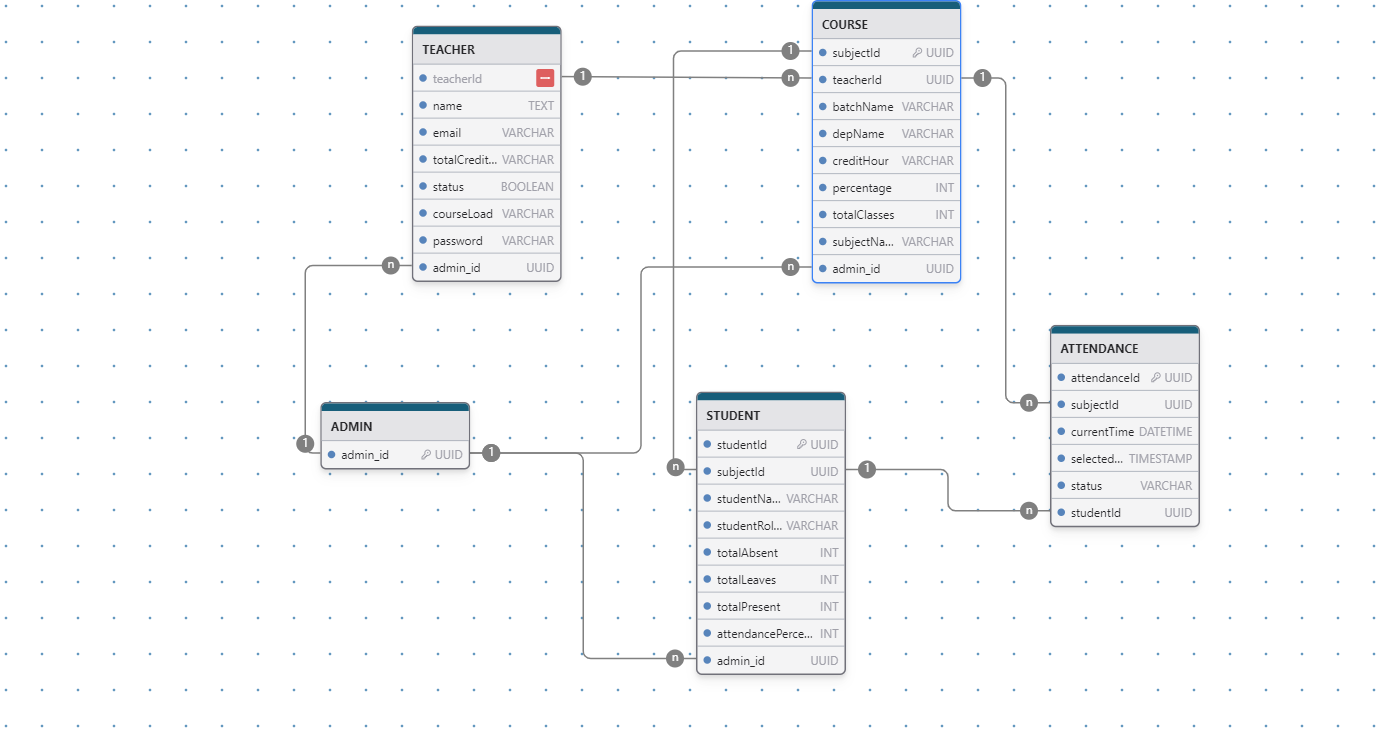 TEACHER
teacherId
name TEXT
email VARCHAR
totalCredit... VARCHAR
status BOOLEAN
courseLoad VARCHAR
password VARCHAR
admin_id UUID
COURSE
subjectId UUID
teacherId UUID
batchName VARCHAR
depName VARCHAR
creditHour VARCHAR
percentage INT
totalClasses INT
subjectNa... VARCHAR
admin_id UUID
1
n
1
n
1
n
1
ADMIN
admin_id UUID
1
STUDENT
studentId UUID
subjectId UUID
studentNa... VARCHAR
studentRol... VARCHAR
totalAbsent INT
totalLeaves INT
totalPresent INT
attendancePerce... INT
admin_id UUID
n
1
n
ATTENDANCE
attendanceId UUID
subjectId UUID
currentTime DATETIME
selected... TIMESTAMP
status VARCHAR
studentId UUID
n
n